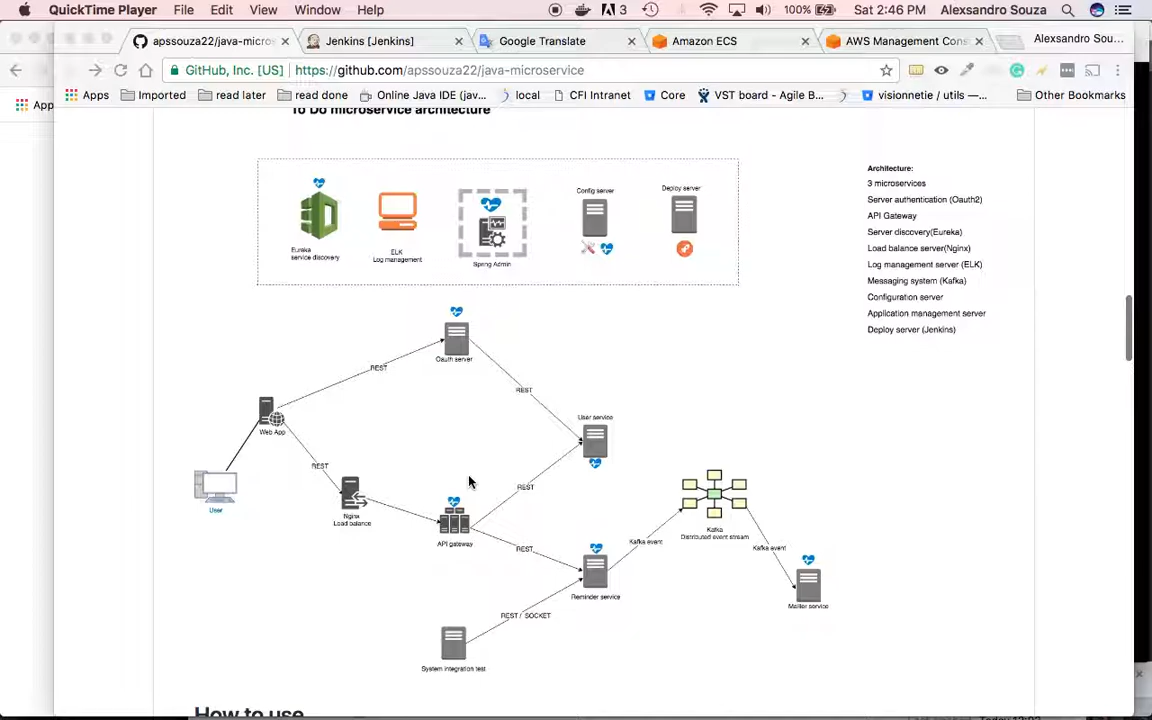 QuickTime Player File Edit View Window Help 3 100% Sat 2:46 PM Alexsandro Souza
apssouza22/java-micros Jenkins [Jenkins] Google Translate Amazon ECS AWS Management Cons Alexsandro Sou...
GitHub, Inc. [US] https://github.com/apssouza22/java-microservice
App
Apps Imported read later read done Online Java IDE (jav... local CFI Intranet Core VST board - Agile B... visionnetie / utils —... Other Bookmarks
To Do microservice architecture
Eureka
service discovery
ELK
Log management
Spring Admin
Config server
Deploy server
Architecture:
3 microservices
Server authentication (Oauth2)
API Gateway
Server discovery(Eureka)
Load balance server(Nginx)
Log management server (ELK)
Messaging system (Kafka)
Configuration server
Application management server
Deploy server (Jenkins)
Oauth server
REST
REST
Web App
User service
User
REST
Nginx
Load balance
REST
API gateway
Kafka
Distributed event stream
REST
Kafka event
Kafka event
Reminder service
Mailler service
REST / SOCKET
System integration test
How to use